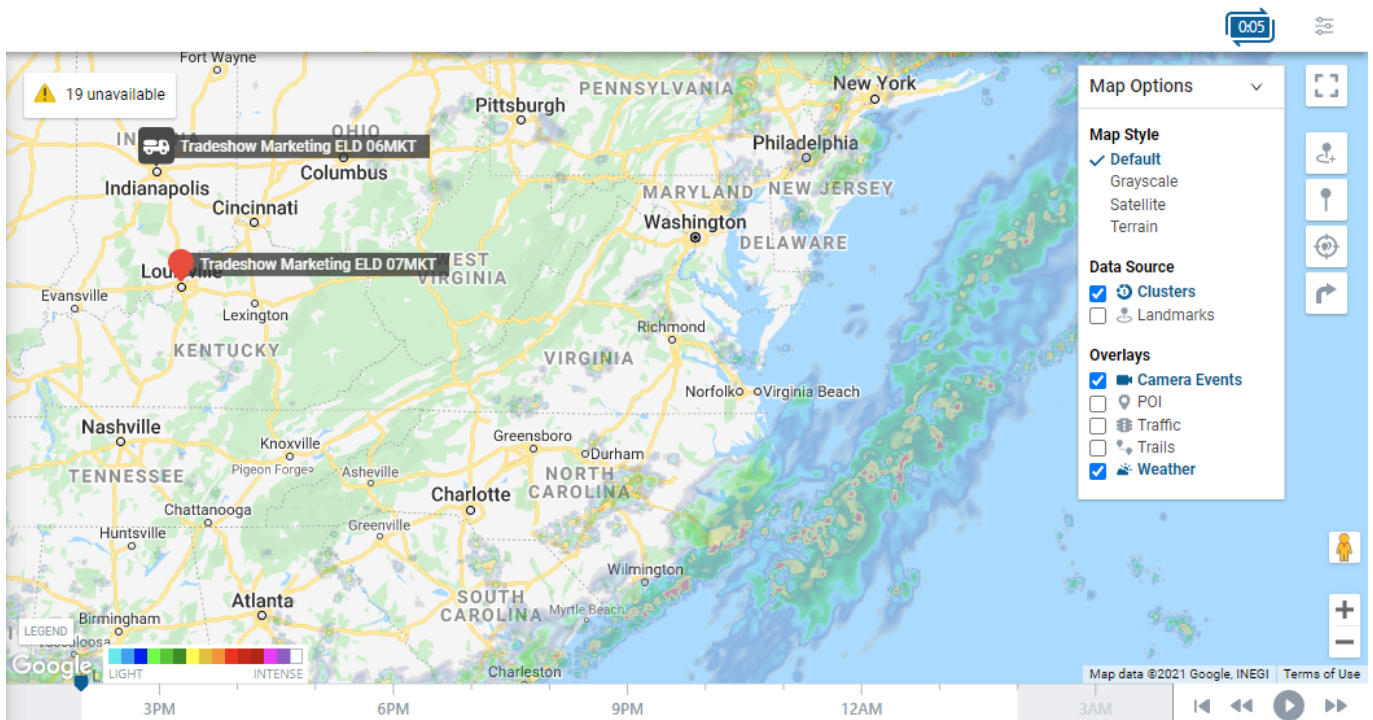 0:05
19 unavailable
Fort Wayne
PENNSYLVANIA
New York
Pittsburgh
OHIO
Tradeshow Marketing ELD 06MKT
Philadelphia
Columbus
Indianapolis
MARYLAND
NEW JERSEY
Cincinnati
Washington
DELAWARE
Tradeshow Marketing ELD 07MKT
WEST
VIRGINIA
Evansville
Lexington
Richmond
KENTUCKY
VIRGINIA
Norfolk
Virginia Beach
Nashville
Knoxville
Greensboro
Durham
TENNESSEE
Pigeon Forge
Asheville
NORTH
CAROLINA
Charlotte
Chattanooga
Greenville
Huntsville
Wilmington
Atlanta
SOUTH
CAROLINA
Myrtle Beach
Birmingham
Charleston
Map Options
Map Style
Default
Grayscale
Satellite
Terrain
Data Source
Clusters
Landmarks
Overlays
Camera Events
POI
Traffic
Trails
Weather
LEGEND
Google
LIGHT
INTENSE
Map data ©2021 Google, INEGI
Terms of Use
3PM
6PM
9PM
12AM
3AM